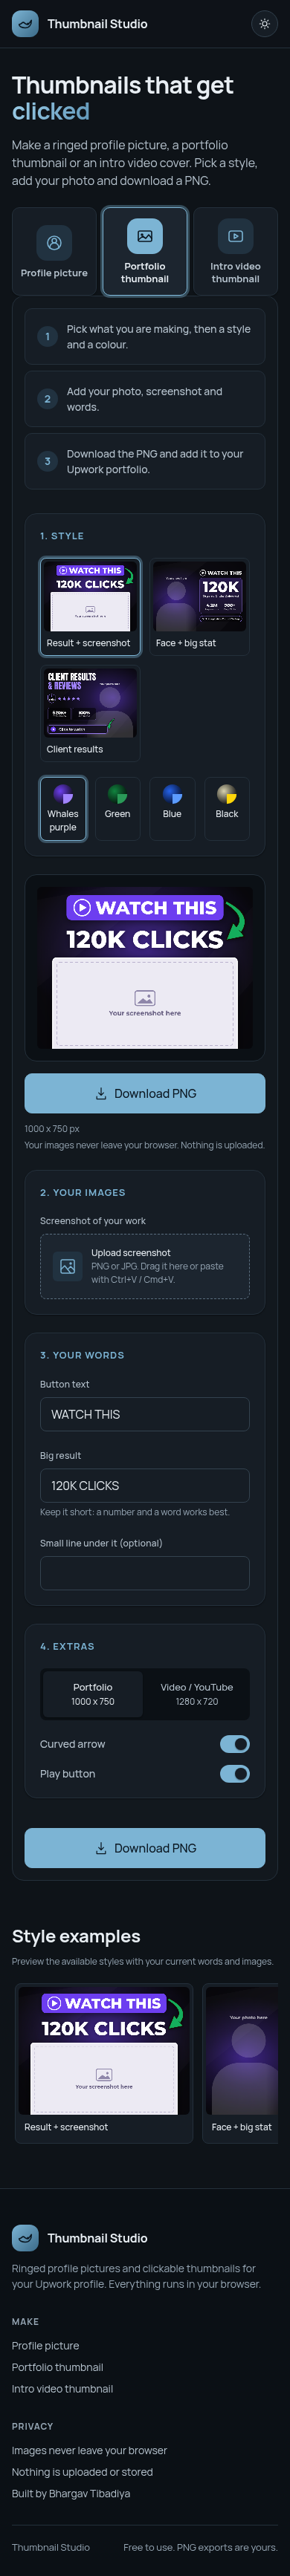 Thumbnail Studio
Thumbnails that get
clicked
Make a ringed profile picture, a portfolio
thumbnail or an intro video cover. Pick a style,
add your photo and download a PNG.
Profile picture
Portfolio
thumbnail
Intro video
thumbnail
1
Pick what you are making, then a style
and a colour.
2
Add your photo, screenshot and
words.
3
Download the PNG and add it to your
Upwork portfolio.
1. STYLE
WATCH THIS
120K CLICKS
Your screenshot here
Result + screenshot
WATCH THIS
120K
Face + big stat
CLIENT RESULTS
& REVIEWS
Client results
Whales
purple
Green
Blue
Black
WATCH THIS
120K CLICKS
Your screenshot here
Download PNG
1000 x 750 px
Your images never leave your browser. Nothing is uploaded.
2. YOUR IMAGES
Screenshot of your work
Upload screenshot
PNG or JPG. Drag it here or paste
with Ctrl+V / Cmd+V.
3. YOUR WORDS
Button text
WATCH THIS
Big result
120K CLICKS
Keep it short: a number and a word works best.
Small line under it (optional)
4. EXTRAS
Portfolio
1000 x 750
Video / YouTube
1280 x 720
Curved arrow
Play button
Download PNG
Style examples
Preview the available styles with your current words and images.
WATCH THIS
120K CLICKS
Your screenshot here
Result + screenshot
Your photo here
Face + big stat
Thumbnail Studio
Ringed profile pictures and clickable thumbnails for
your Upwork profile. Everything runs in your browser.
MAKE
Profile picture
Portfolio thumbnail
Intro video thumbnail
PRIVACY
Images never leave your browser
Nothing is uploaded or stored
Built by Bhargav Tibadiya
Thumbnail Studio
Free to use. PNG exports are yours.